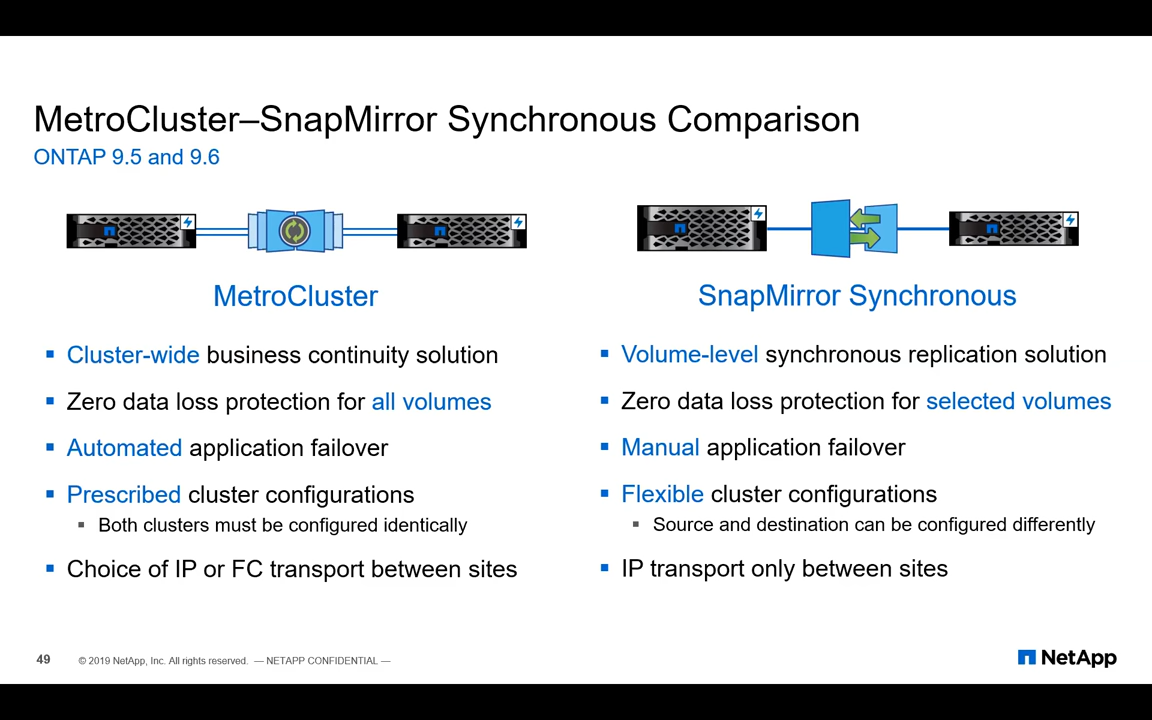 MetroCluster–SnapMirror Synchronous Comparison
ONTAP 9.5 and 9.6
MetroCluster
▪ Cluster-wide business continuity solution
▪ Zero data loss protection for all volumes
▪ Automated application failover
▪ Prescribed cluster configurations
▪ Both clusters must be configured identically
▪ Choice of IP or FC transport between sites
SnapMirror Synchronous
▪ Volume-level synchronous replication solution
▪ Zero data loss protection for selected volumes
▪ Manual application failover
▪ Flexible cluster configurations
▪ Source and destination can be configured differently
▪ IP transport only between sites
49 © 2019 NetApp, Inc. All rights reserved. — NETAPP CONFIDENTIAL —
NetApp